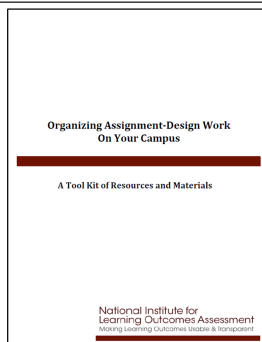 Organizing Assignment-Design Work
On Your Campus
A Tool Kit of Resources and Materials
National Institute for
Learning Outcomes Assessment
Making Learning Outcomes Usable & Transparent